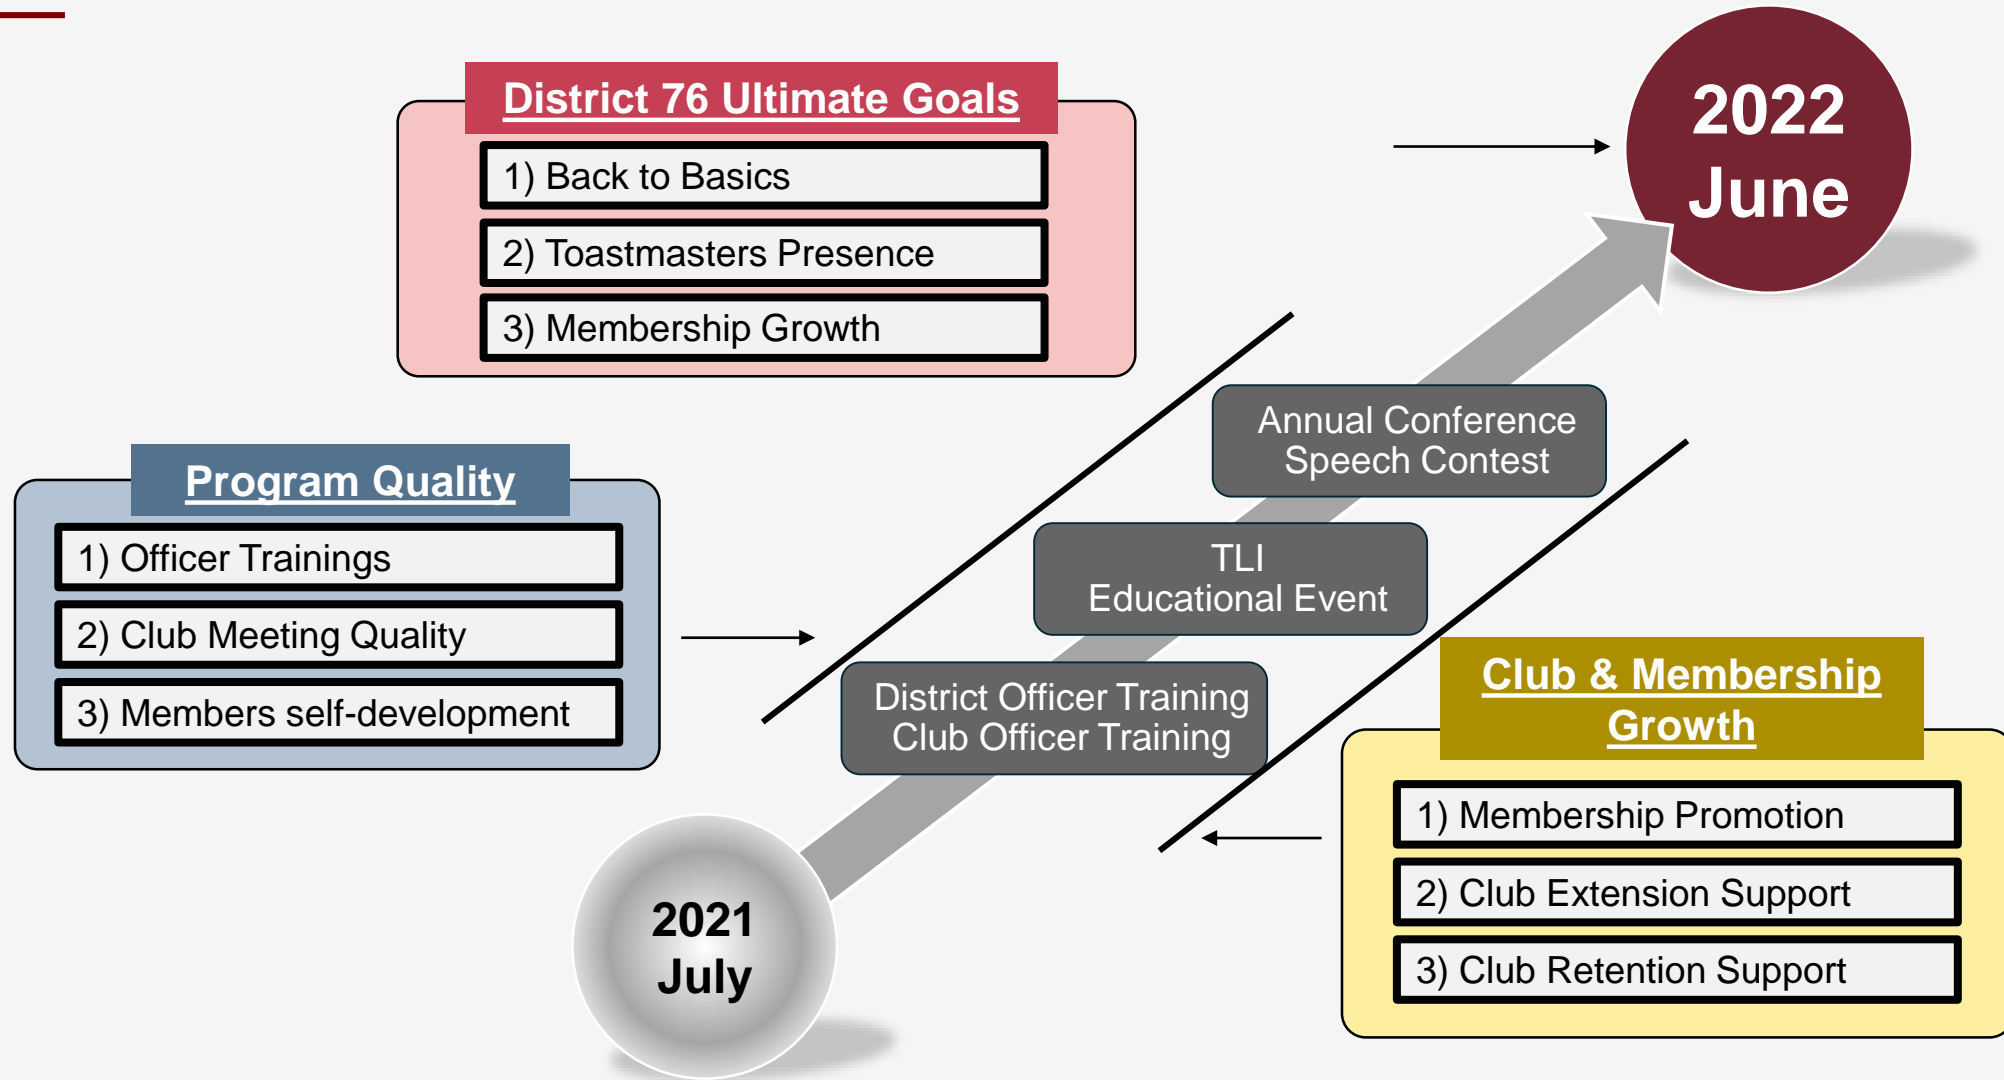 District 76 Ultimate Goals
1) Back to Basics
2) Toastmasters Presence
3) Membership Growth
2022
June
Annual Conference
Speech Contest
Program Quality
1) Officer Trainings
2) Club Meeting Quality
3) Members self-development
TLI
Educational Event
District Officer Training
Club Officer Training
Club & Membership
Growth
1) Membership Promotion
2) Club Extension Support
3) Club Retention Support
2021
July